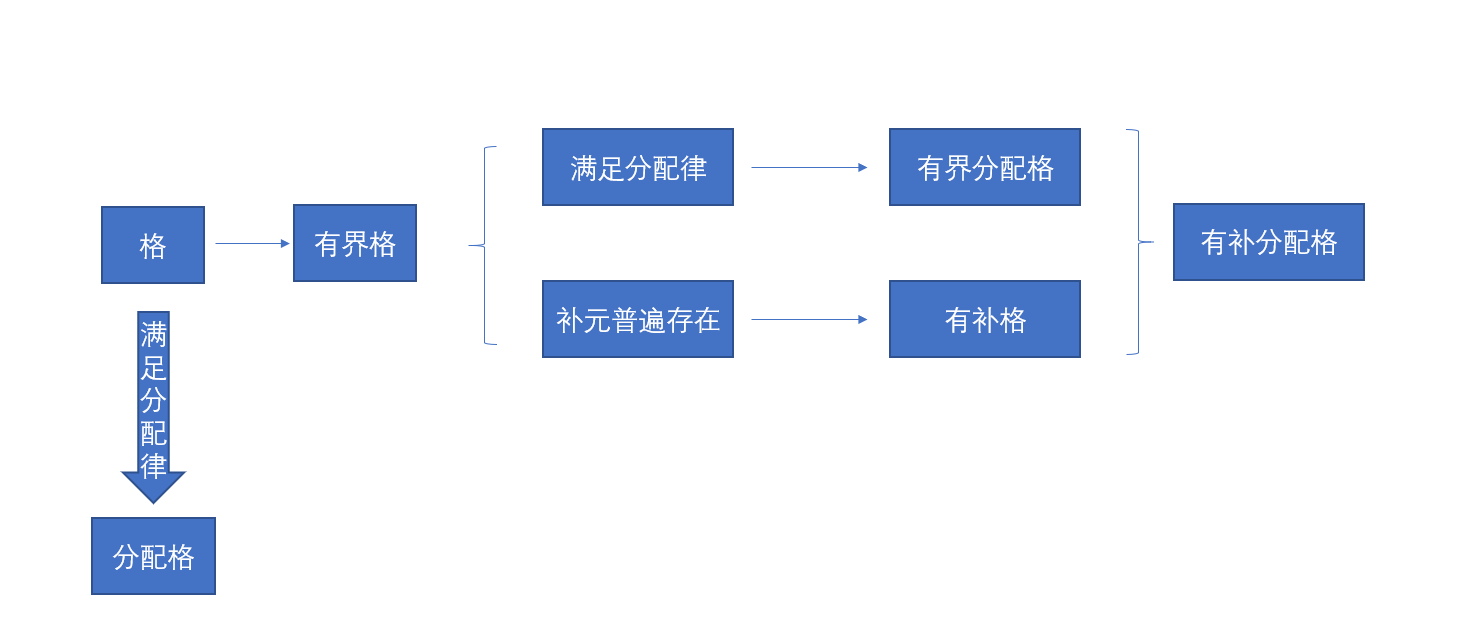 格
有界格
满足分配律
有界分配格
补元普遍存在
有补格
有补分配格
满足分配律
分配格